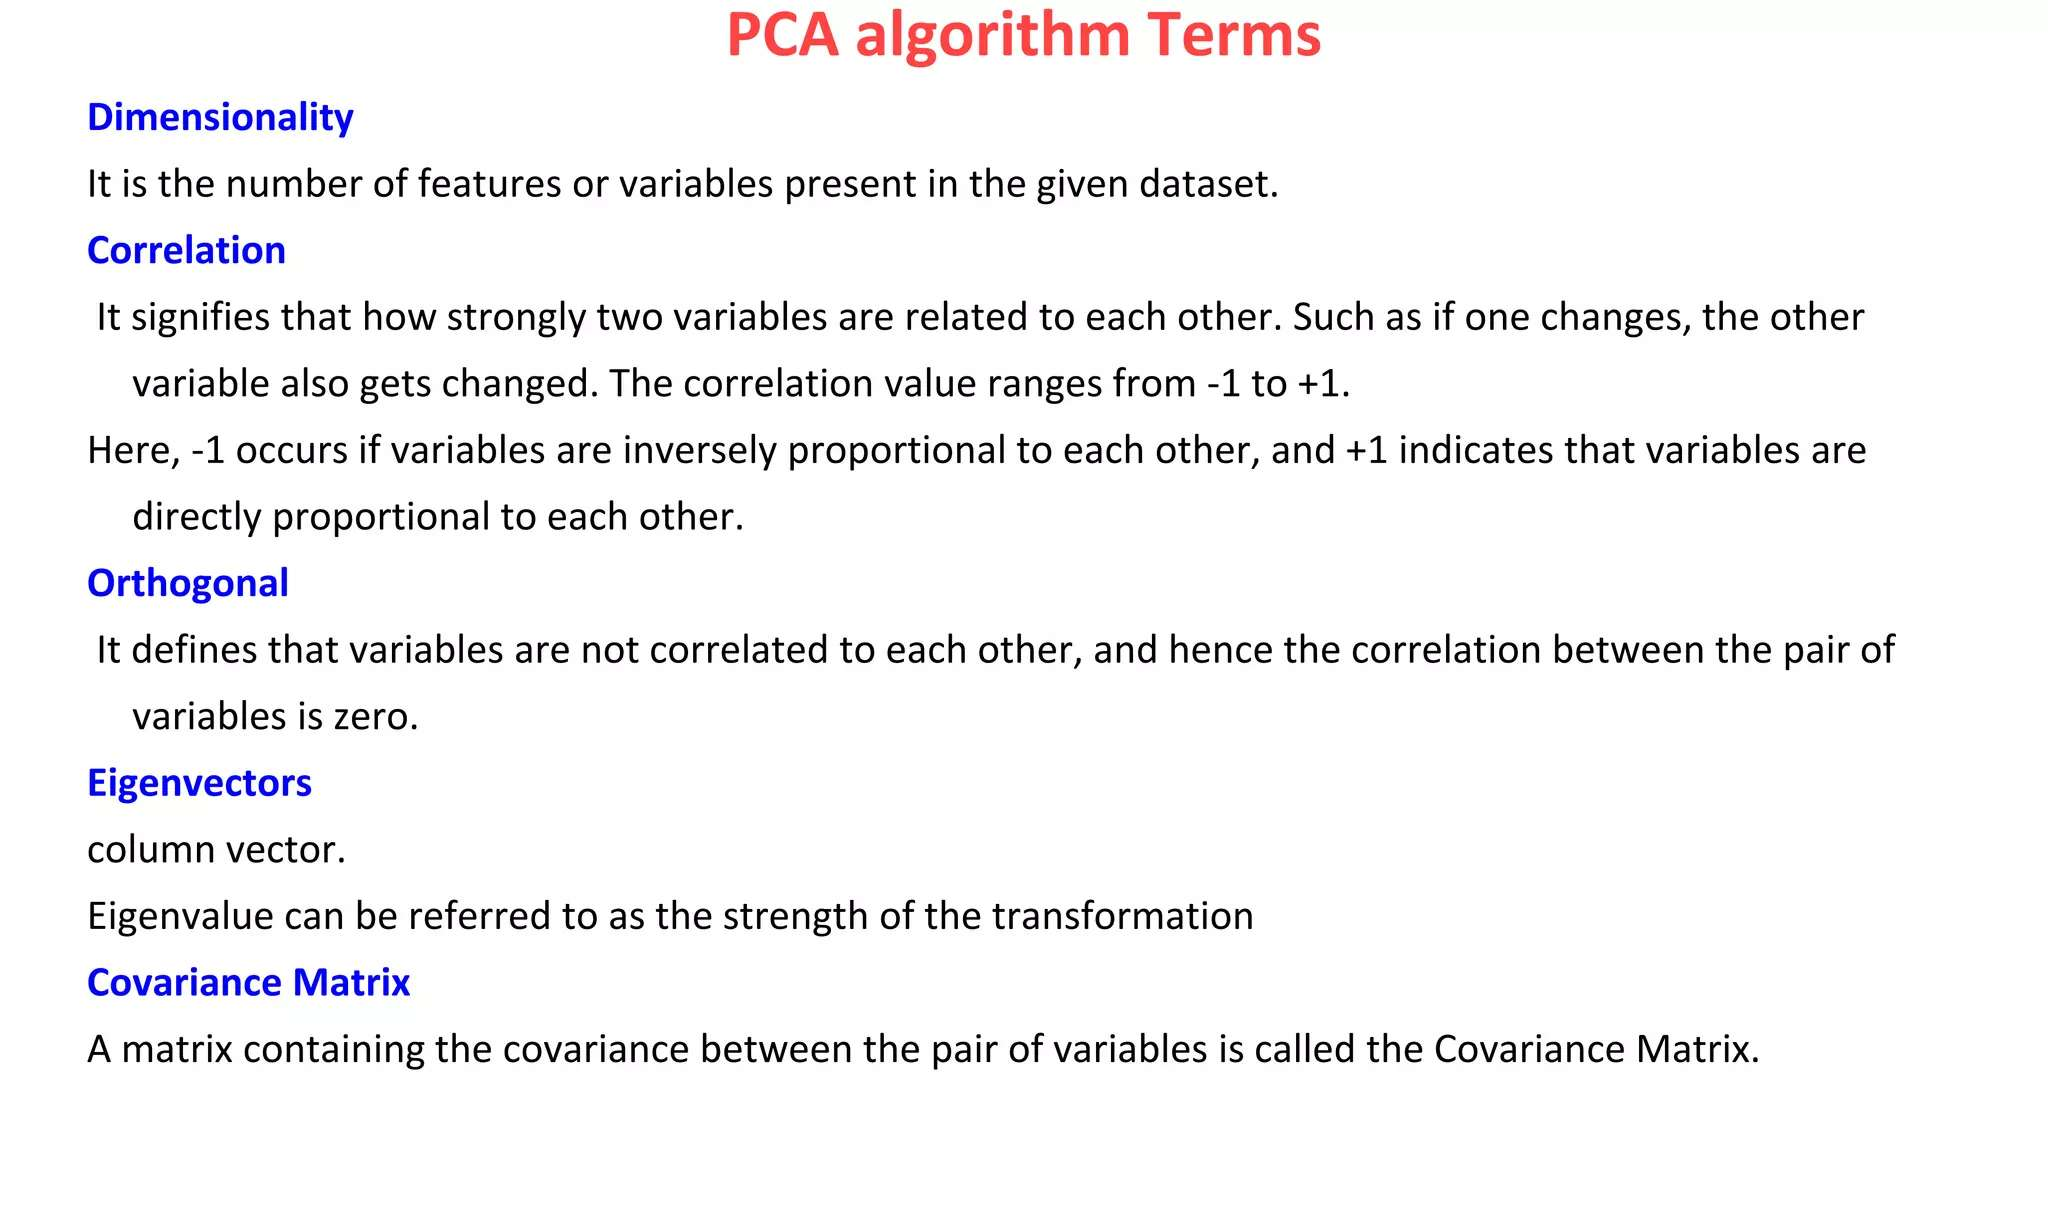 PCA algorithm Terms
Dimensionality
It is the number of features or variables present in the given dataset.
Correlation
It signifies that how strongly two variables are related to each other. Such as if one changes, the other
variable also gets changed. The correlation value ranges from -1 to +1.
Here, -1 occurs if variables are inversely proportional to each other, and +1 indicates that variables are
directly proportional to each other.
Orthogonal
It defines that variables are not correlated to each other, and hence the correlation between the pair of
variables is zero.
Eigenvectors
column vector.
Eigenvalue can be referred to as the strength of the transformation
Covariance Matrix
A matrix containing the covariance between the pair of variables is called the Covariance Matrix.